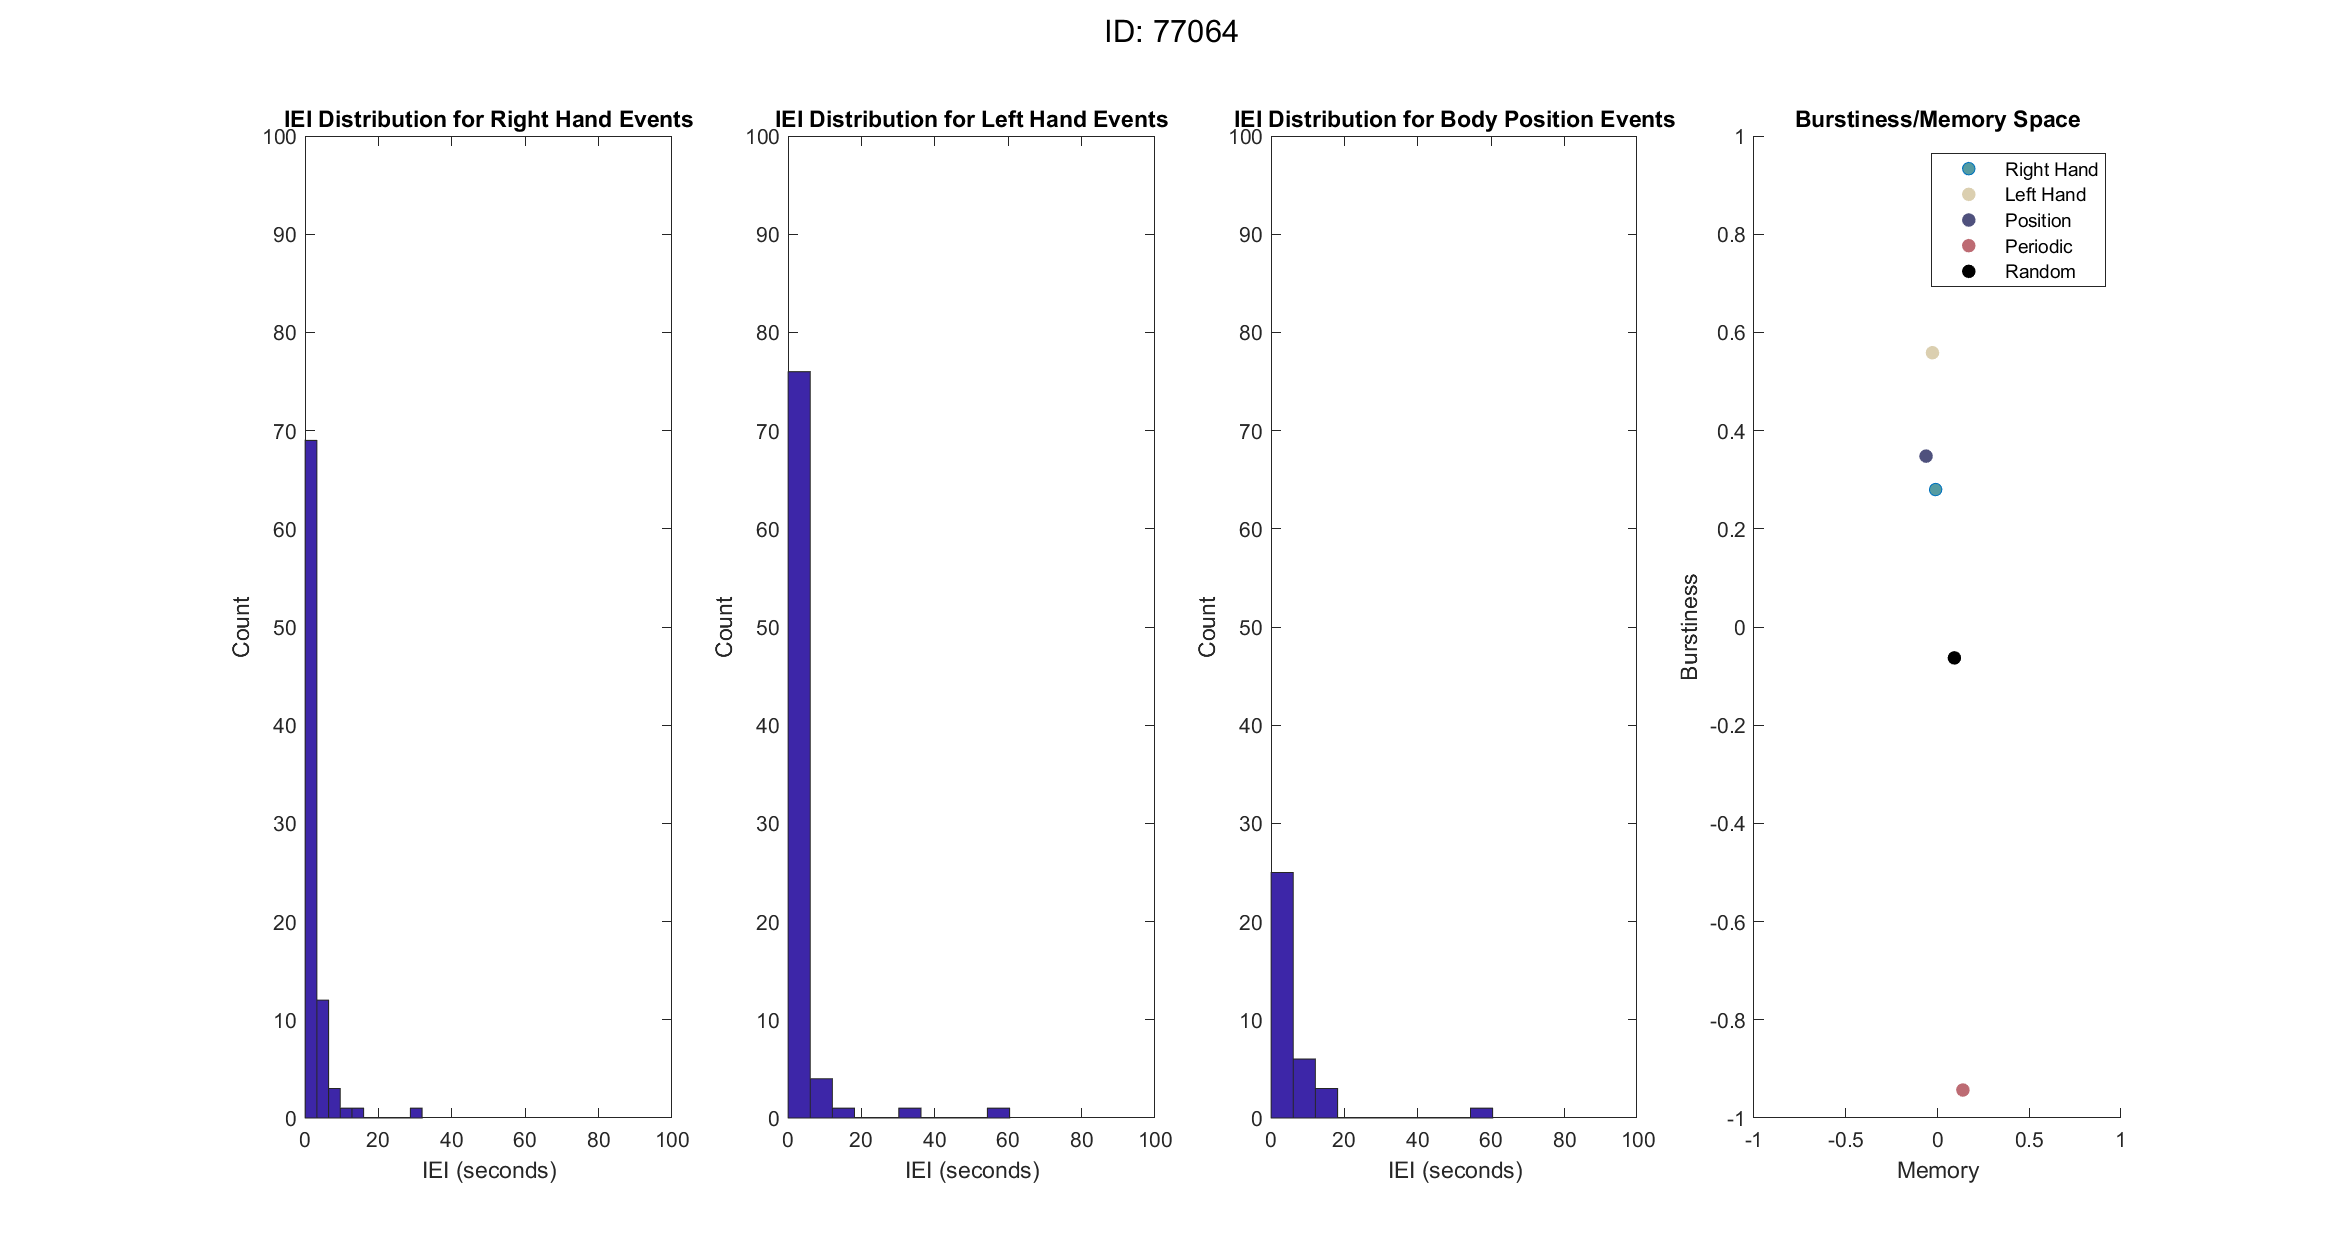 ID: 77064
IEI Distribution for Right Hand Events
100
90
80
70
60
50
40
30
20
10
0
Count
0 20 40 60 80 100
IEI (seconds)
IEI Distribution for Left Hand Events
100
90
80
70
60
50
40
30
20
10
0
Count
0 20 40 60 80 100
IEI (seconds)
IEI Distribution for Body Position Events
100
90
80
70
60
50
40
30
20
10
0
Count
0 20 40 60 80 100
IEI (seconds)
Burstiness/Memory Space
1
0.8
0.6
0.4
0.2
0
-0.2
-0.4
-0.6
-0.8
-1
Burstiness
Right Hand
Left Hand
Position
Periodic
Random
-1 -0.5 0 0.5 1
Memory